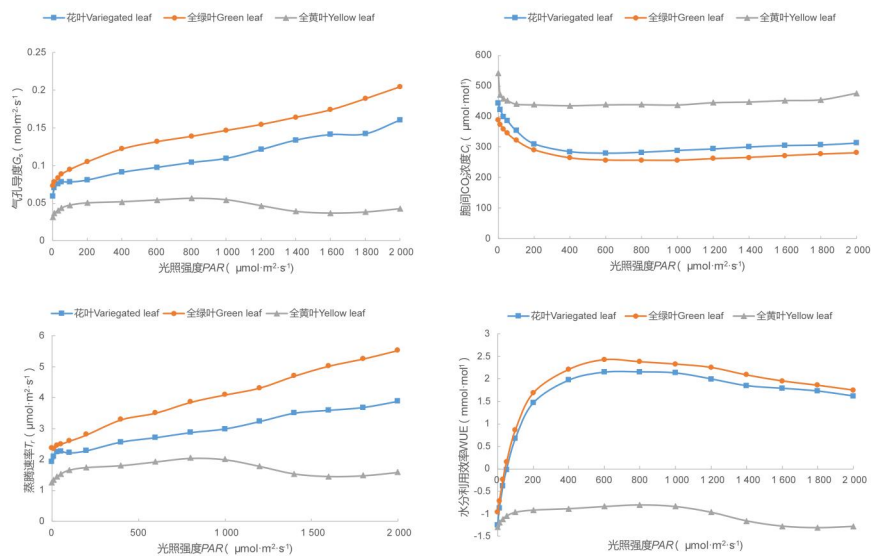 花叶Variegated leaf 全绿叶Green leaf 全黄叶Yellow leaf
气孔导度Gs( mol·m²·s⁻¹)
0.25
0.2
0.15
0.1
0.05
0
0 200 400 600 800 1 000 1 200 1 400 1 600 1 800 2 000
光照强度PAR( μmol·m²·s⁻¹)
花叶Variegated leaf 全绿叶Green leaf 全黄叶Yellow leaf
胞间CO₂浓度Ci( μmol·mol¹)
600
500
400
300
200
100
0
0 200 400 600 800 1 000 1 200 1 400 1 600 1 800 2 000
光照强度PAR( μmol·m²·s⁻¹)
花叶Variegated leaf 全绿叶Green leaf 全黄叶Yellow leaf
蒸腾速率Tr( μmol·m²·s⁻¹)
6
5
4
3
2
1
0
0 500 1 000 1 500 2 000
光照强度PAR( μmol·m²·s⁻¹)
花叶Variegated leaf 全绿叶Green leaf 全黄叶Yellow leaf
水分利用效率WUE( mmol·mol¹)
3
2.5
2
1.5
1
0.5
0
-0.5
-1
-1.5
0 200 400 600 800 1 000 1 200 1 400 1 600 1 800 2 000
光照强度PAR( μmol·m²·s⁻¹)